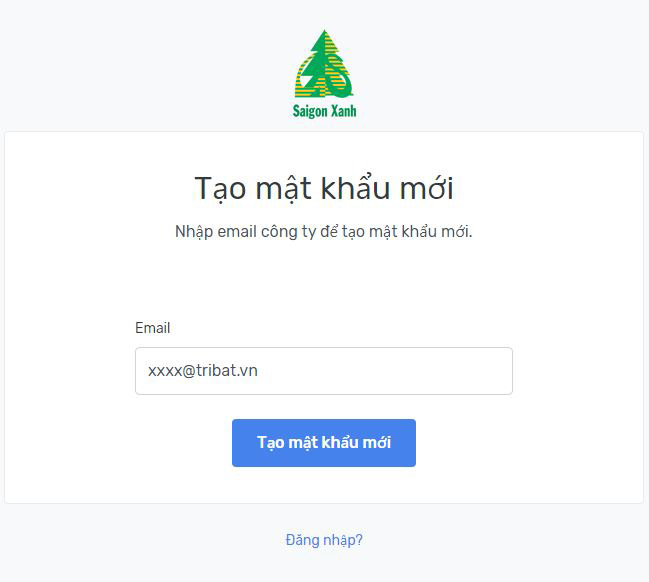 Saigon Xanh
Tạo mật khẩu mới
Nhập email công ty để tạo mật khẩu mới.
Email
xxxx@tribat.vn
Tạo mật khẩu mới
Đăng nhập?